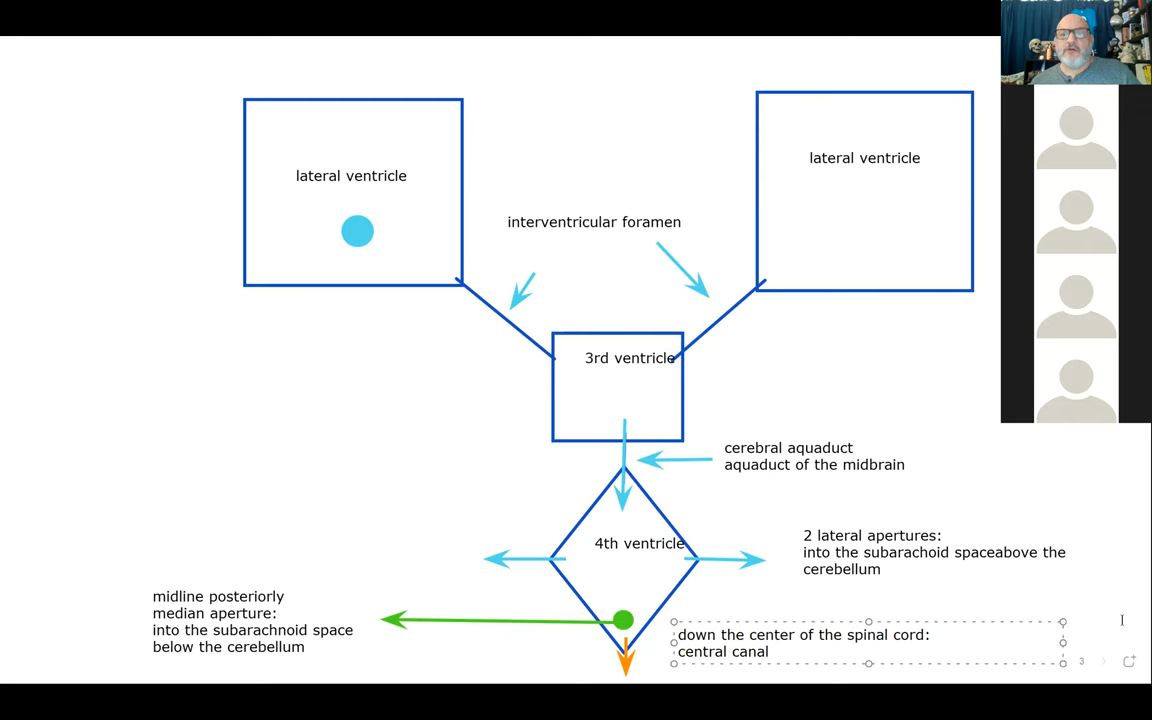 lateral ventricle
lateral ventricle
interventricular foramen
3rd ventricle
cerebral aquaduct
aquaduct of the midbrain
4th ventricle
2 lateral apertures:
into the subarachoid spaceabove the
cerebellum
midline posteriorly
median aperture:
into the subarachnoid space
below the cerebellum
down the center of the spinal cord:
central canal
3